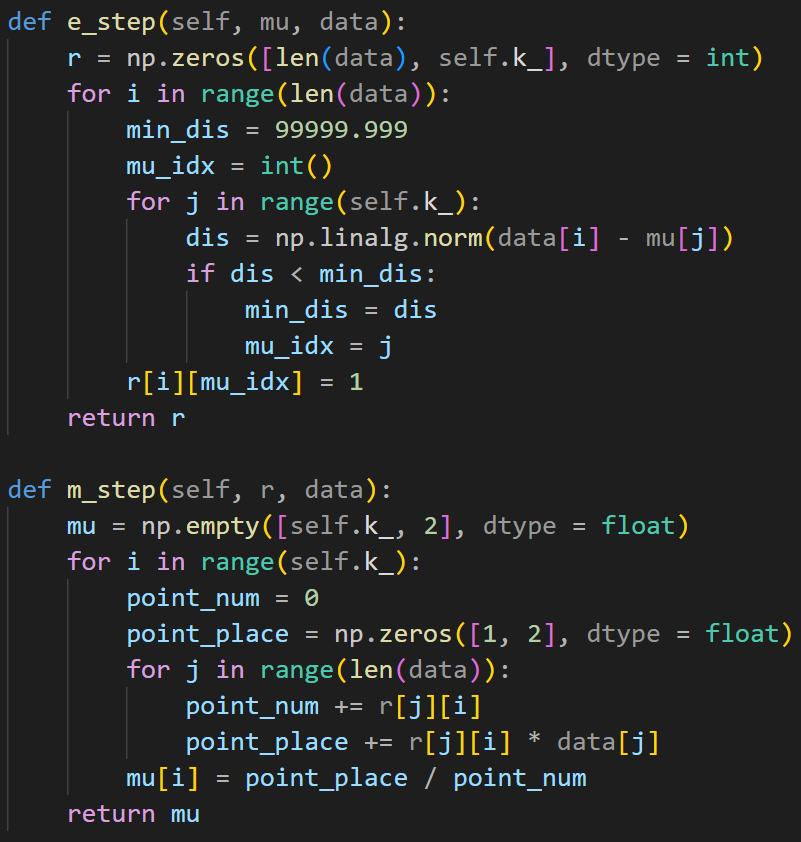 def e_step(self, mu, data):
    r = np.zeros([len(data), self.k_], dtype = int)
    for i in range(len(data)):
        min_dis = 99999.999
        mu_idx = int()
        for j in range(self.k_):
            dis = np.linalg.norm(data[i] - mu[j])
            if dis < min_dis:
                min_dis = dis
                mu_idx = j
        r[i][mu_idx] = 1
    return r

def m_step(self, r, data):
    mu = np.empty([self.k_, 2], dtype = float)
    for i in range(self.k_):
        point_num = 0
        point_place = np.zeros([1, 2], dtype = float)
        for j in range(len(data)):
            point_num += r[j][i]
            point_place += r[j][i] * data[j]
        mu[i] = point_place / point_num
    return mu